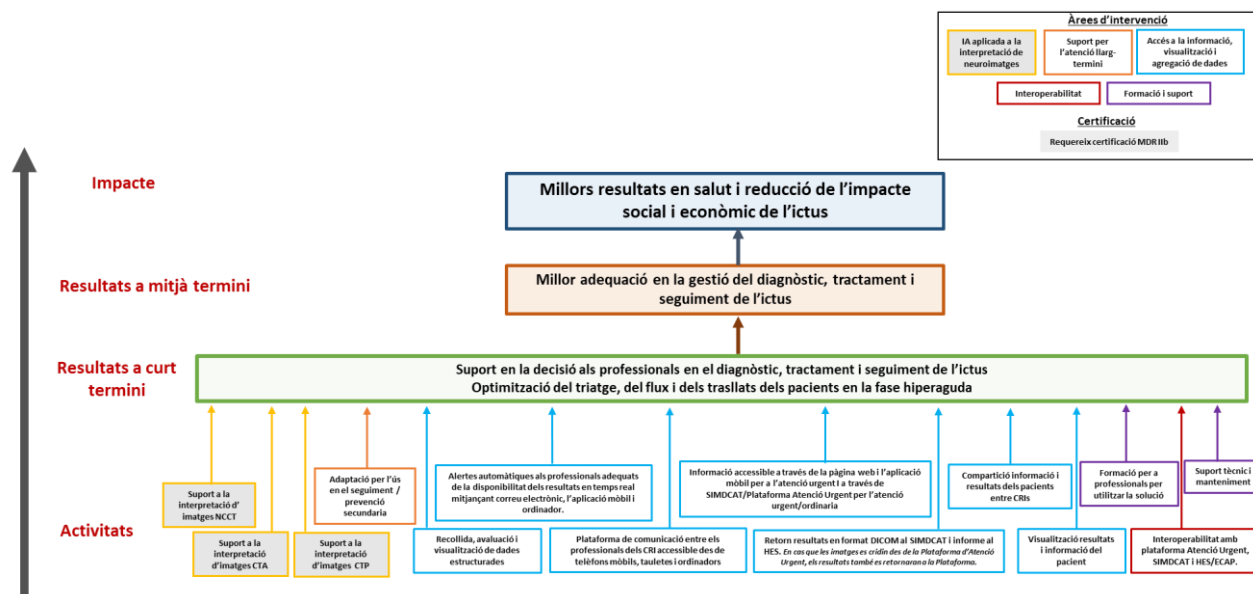 Àrees d'intervenció
IA aplicada a la
interpretació de
neuroimatges
Suport per
l'atenció llarg-
termini
Accés a la informació,
visualització i
agregació de dades
Interoperabilitat
Formació i suport
Certificació
Requereix certificació MDR IIb
Impacte
Millors resultats en salut i reducció de l'impacte
social i econòmic de l'ictus
Resultats a mitjà termini
Millor adequació en la gestió del diagnòstic, tractament i
seguiment de l'ictus
Resultats a curt
termini
Suport en la decisió als professionals en el diagnòstic, tractament i seguiment de l'ictus
Optimització del triatge, del flux i dels trasllats dels pacients en la fase hiperaguda
Activitats
Suport a la
interpretació d'
imatges NCCT
Suport a la
interpretació
d'imatges CTA
Suport a la
interpretació
d'imatges CTP
Adaptació per l'ús
en el seguiment /
prevenció
secundaria
Recollida, avaluació i
visualització de dades
estructurades
Alertes automàtiques als professionals adequats
de la disponibilitat dels resultats en temps real
mitjançant correu electrònic, l'aplicació mòbil i
ordinador.
Plataforma de comunicació entre els
professionals dels CRI accessible des de
telèfons mòbils, tauletes i ordinadors
Informació accessible a través de la pàgina web i l'aplicació
mòbil per a l'atenció urgent I a través de
SIMDCAT/Plataforma Atenció Urgent per l'atenció
urgent/ordinaria
Retorn resultats en format DICOM al SIMDCAT i informe al
HES. En cas que les imatges es cridin des de la Plataforma d'Atenció
Urgent, els resultats també es retornaran a la Plataforma.
Compartició informació i
resultats dels pacients
entre CRIs
Visualització resultats
i informació del
pacient
Formació per a
professionals per
utilitzar la solució
Interoperabilitat amb
plataforma Atenció Urgent,
SIMDCAT i HES/ECAP.
Suport tècnic i
manteniment